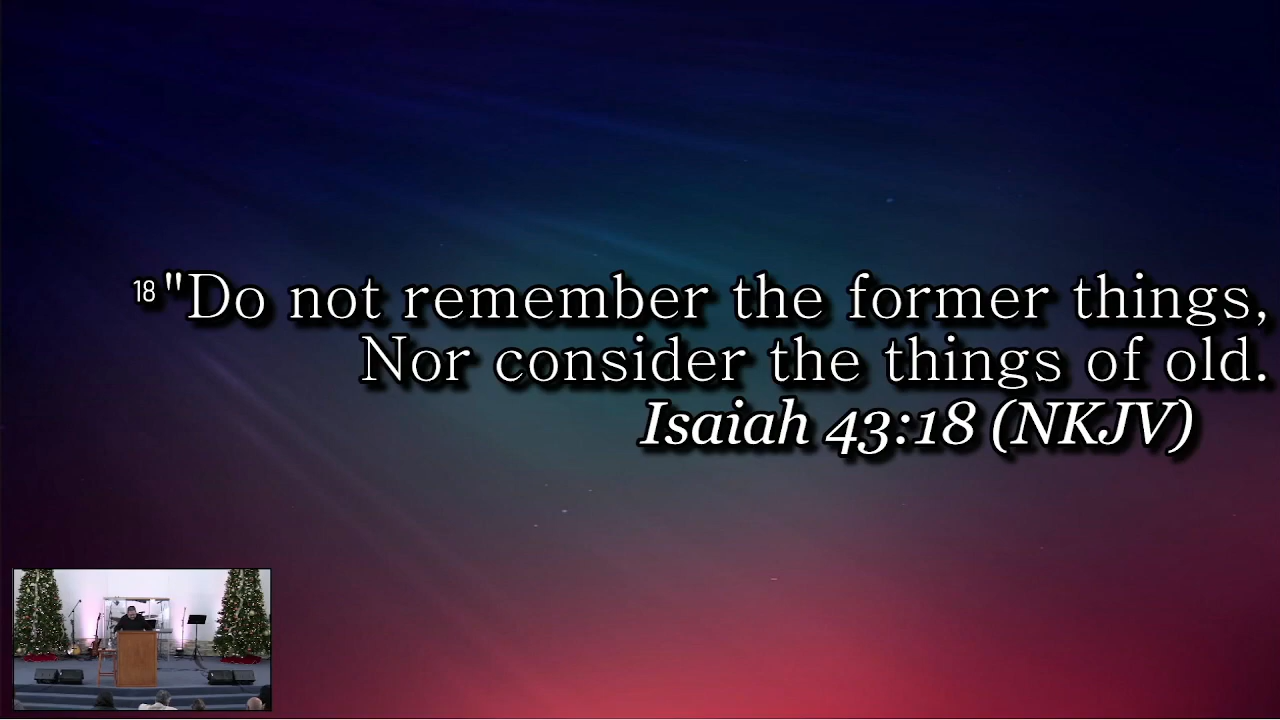 18 "Do not remember the former things,
Nor consider the things of old.
Isaiah 43:18 (NKJV)